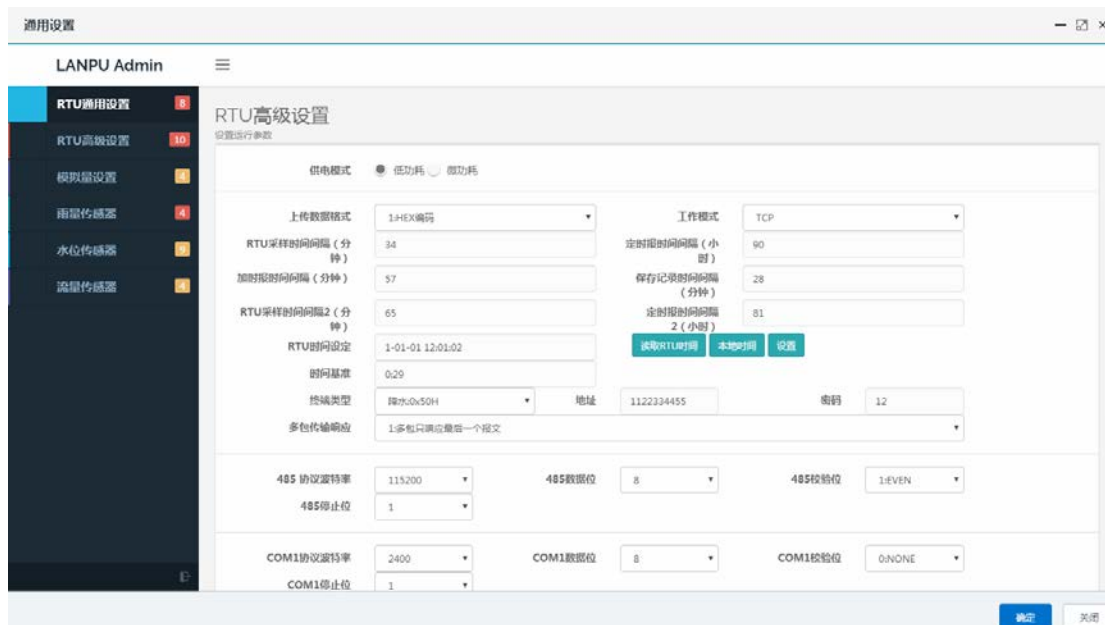 通用设置
LANPU Admin
RTU通用设置 8
RTU高级设置 10
模拟量设置 4
雨量传感器 4
水位传感器 9
流量传感器 4
RTU高级设置
设置运行参数
供电模式 低功耗 微功耗
上传数据格式 1:HEX编码 工作模式 TCP
RTU采样时间间隔（分钟） 34 定时报时间间隔（小时） 90
加时报时间间隔（分钟） 57 保存记录时间间隔（分钟） 28
RTU采样时间间隔2（分钟） 65 定时报时间间隔2（小时） 81
RTU时间设定 1-01-01 12:01:02 读取RTU时间 本地时间 设置
时间基准 0:29
终端类型 降水:0x50H 地址 1122334455 密码 12
多包传输响应 1:多包只响应最后一个报文
485 协议波特率 115200 485数据位 8 485校验位 1:EVEN
485停止位 1
COM1协议波特率 2400 COM1数据位 8 COM1校验位 0:NONE
COM1停止位 1
确定 关闭